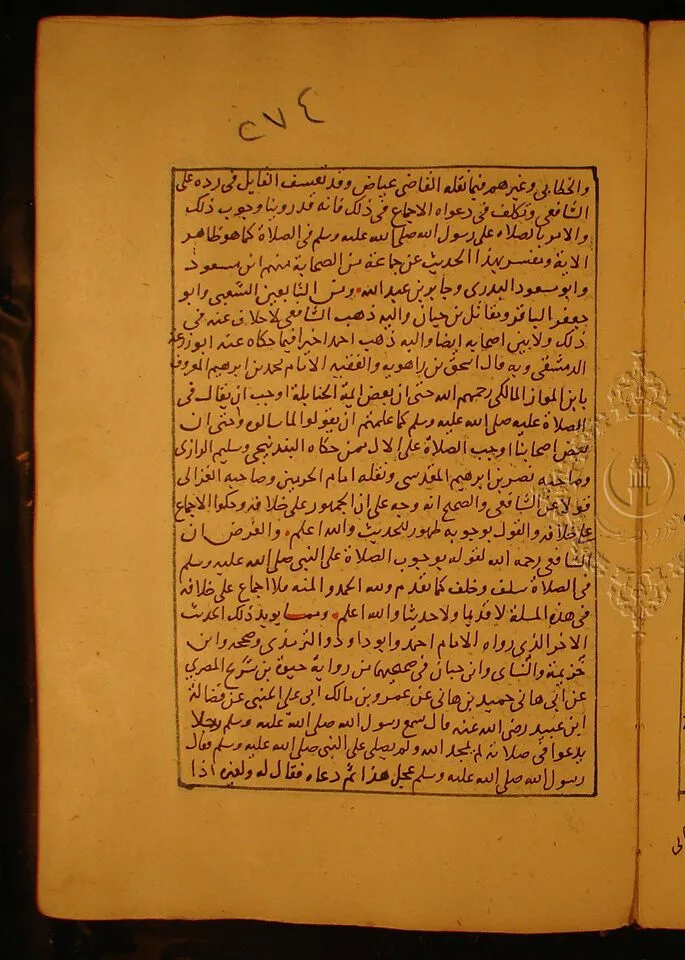 ٢٧٤
والخطابي وغيرهم فيما نقله القاضي عياض وقد تعسف القايل في رده على
الشافعي وتكلف في دعواه الاجماع في ذلك فانه قد روينا وجوب ذلك
والامر بالصلاه على رسول الله صلى الله عليه وسلم في الصلاة كما هو ظاهر
الاية وتفسر بهذا الحديث عن جماعة من الصحابة منهم ابن مسعود
وابو مسعود البدري وجابر بن عبد الله ومن التابعين الشعبي وابو
جعفر الباقر ومقاتل بن حيان واليه ذهب الشافعي لا خلاف عنه في
ذلك ولا بين اصحابه ايضا واليه ذهب احمد اخيرا فيما حكاه عنه ابو زرعة
الدمشقي وبه قال اسحق بن راهويه والفقيه الامام محمد بن ابرهيم المعروف
بابن المواز المالكي رحمهم الله حتى ان بعض ايمة الحنابلة اوجب ان يقال في
الصلاة عليه صلى الله عليه وسلم كما علمهم ان يقولوا لما سالوه وحتى ان
بعض اصحابنا اوجب الصلاة على الال ممن حكاه البندنيجي وسليم الرازي
وصاحبه نصر بن ابرهيم المقدسي ونقله امام الحرمين وصاحبه الغزالي
قولا عن الشافعي والصحيح انه وجه على ان الجمهور على خلافه وحكوا الاجماع
على خلافه والقول بوجوبه ظهور للحديث والله اعلم والغرض ان
الشافعي رحمه الله لقوله بوجوب الصلاة على النبي صلى الله عليه وسلم
في الصلاة سلف وخلف كما تقدم ولله الحمد والمنه فلا اجماع على خلافه
في هذه المسلة لا قديما ولا حديثا والله اعلم ومما يويد ذلك الحديث
الاخر الذي رواه الامام احمد وابو داود والترمذي وصححه وابن
خزيمة والنساي وابن حبان في صحيحهما من رواية حيوة بن شريح المصري
عن ابي هاني حميد بن هاني عن عمرو بن مالك ابي على الجنبي عن فضالة
ابن عبيد رضي الله عنه قال سمع رسول الله صلى الله عليه وسلم رجلا
يدعوا في صلاته لم يمجد الله ولم يصلي على النبي صلى الله عليه وسلم فقال
رسول الله صلى الله عليه وسلم عجل هذا ثم دعاه فقال له ولغيره اذا